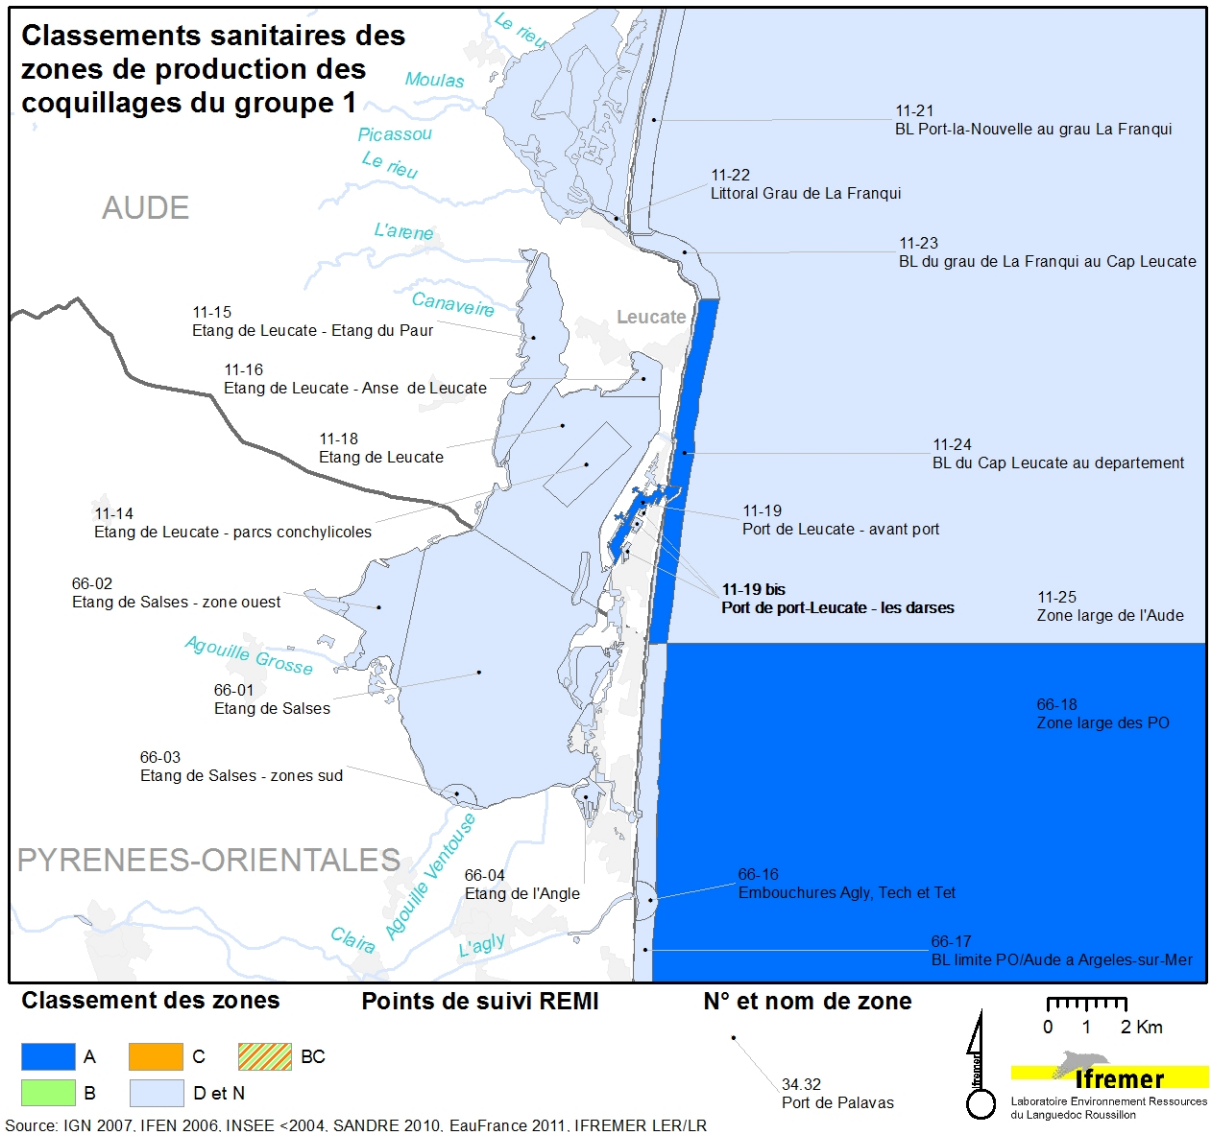 Classements sanitaires des
zones de production des
coquillages du groupe 1
Le rieu
Moulas
Picassou
Le rieu
AUDE
L'arene
Canaveire
11-21
BL Port-la-Nouvelle au grau La Franqui
11-22
Littoral Grau de La Franqui
11-23
BL du grau de La Franqui au Cap Leucate
11-15
Etang de Leucate - Etang du Paur
Leucate
11-16
Etang de Leucate - Anse de Leucate
11-18
Etang de Leucate
11-24
BL du Cap Leucate au departement
11-14
Etang de Leucate - parcs conchylicoles
11-19
Port de Leucate - avant port
66-02
Etang de Salses - zone ouest
11-19 bis
Port de port-Leucate - les darses
11-25
Zone large de l'Aude
Agouille Grosse
66-01
Etang de Salses
66-18
Zone large des PO
66-03
Etang de Salses - zones sud
PYRENEES-ORIENTALES
Agouille Ventouse
66-04
Etang de l'Angle
66-16
Embouchures Agly, Tech et Tet
Claira
L'agly
66-17
BL limite PO/Aude a Argeles-sur-Mer
Classement des zones
Points de suivi REMI
N° et nom de zone
A
C
BC
B
D et N
34.32
Port de Palavas
0 1 2 Km
Ifremer
Ifremer
Laboratoire Environnement Ressources
du Languedoc Roussillon
Source: IGN 2007, IFEN 2006, INSEE <2004, SANDRE 2010, EauFrance 2011, IFREMER LER/LR